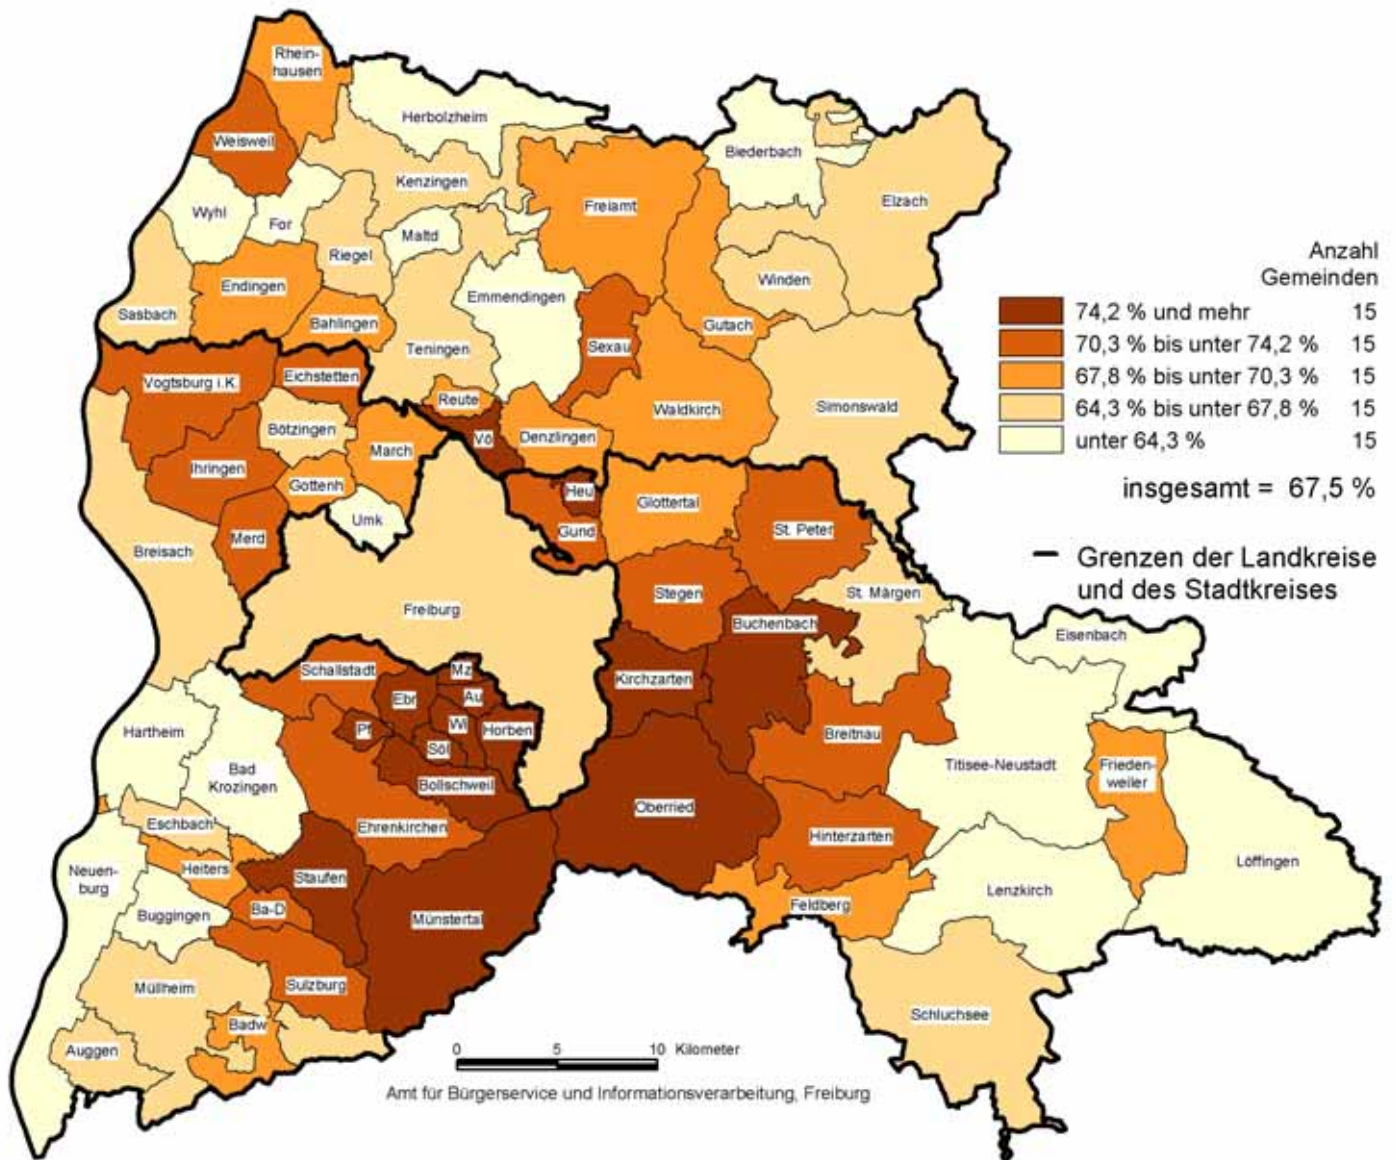 Rhein-
hausen
Herbolzheim
Weisweil
Biederbach
Kenzingen
Elzach
Wyhl
For
Freiamt
Maltd
Riegel
Winden
Endingen
Emmendingen
Sasbach
Bahlingen
Gutach
Teningen
Sexau
Vogtsburg i.K.
Eichstetten
Reute
Waldkirch
Simonswald
Bötzingen
Vö
Denzlingen
March
Ihringen
Gottenh
Heu
Glottertal
Umk
Gund
St. Peter
Merd
Breisach
Stegen
St. Märgen
Freiburg
Buchenbach
Eisenbach
Schallstadt
Mz
Kirchzarten
Ebr
Au
Pf
Wi
Horben
Hartheim
Breitnau
Söl
Bad
Krozingen
Titisee-Neustadt
Frieden-
weiler
Bollschweil
Oberried
Eschbach
Ehrenkirchen
Hinterzarten
Löffingen
Neuen-
burg
Heiters
Staufen
Lenzkirch
Buggingen
Ba-D
Münstertal
Feldberg
Müllheim
Sulzburg
Schluchsee
Badw
Auggen
Anzahl
Gemeinden
74,2 % und mehr 15
70,3 % bis unter 74,2 % 15
67,8 % bis unter 70,3 % 15
64,3 % bis unter 67,8 % 15
unter 64,3 % 15
insgesamt = 67,5 %
Grenzen der Landkreise
und des Stadtkreises
0 5 10 Kilometer
Amt für Bürgerservice und Informationsverarbeitung, Freiburg